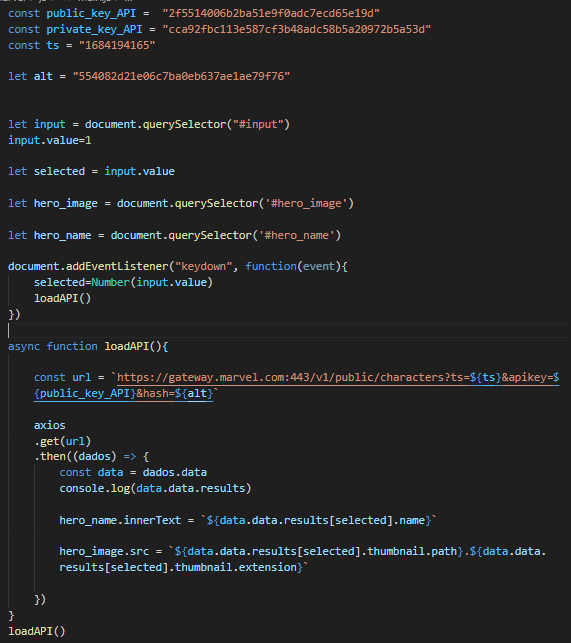 const public_key_API = "2f5514006b2ba51e9f0adc7ecd65e19d"
const private_key_API = "cca92fbc113e587cf3b48adc58b5a20972b5a53d"
const ts = "1684194165"
let alt = "554082d21e06c7ba0eb637ae1ae79f76"
let input = document.querySelector("#input")
input.value=1
let selected = input.value
let hero_image = document.querySelector('#hero_image')
let hero_name = document.querySelector('#hero_name')
document.addEventListener("keydown", function(event){
    selected=Number(input.value)
    loadAPI()
})
async function loadAPI(){
    const url = `https://gateway.marvel.com:443/v1/public/characters?ts=${ts}&apikey=$
    {public_key_API}&hash=${alt}`
    axios
    .get(url)
    .then((dados) => {
        const data = dados.data
        console.log(data.data.results)
        hero_name.innerText = `${data.data.results[selected].name}`
        hero_image.src = `${data.data.results[selected].thumbnail.path}.${data.data.
        results[selected].thumbnail.extension}`
    })
}
loadAPI()